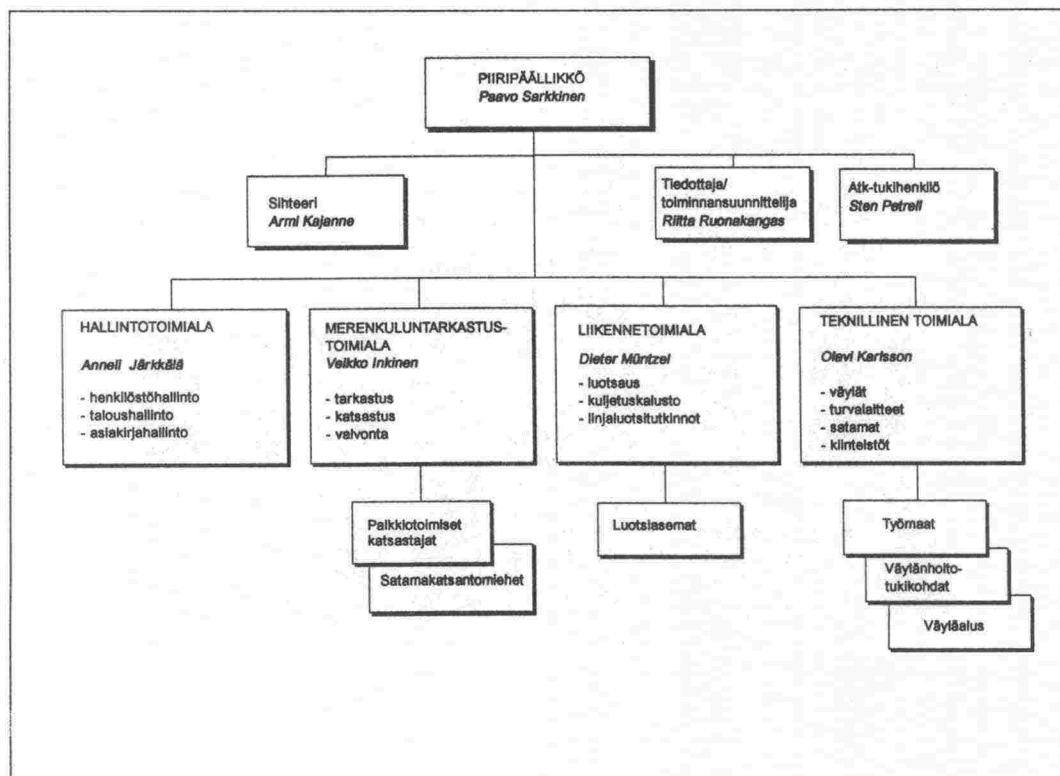 PIIRIPÄÄLLIKKÖ
Paavo Sarkkinen
Sihteeri
Armi Kajanne
Tiedottaja/
toiminnansuunnittelija
Riitta Ruonakangas
Atk-tukihenkilö
Sten Petrell
HALLINTOTOIMIALA
Anneli Järkkälä
- henkilöstöhallinto
- taloushallinto
- asiakirjahallinto
MERENKULUNTARKASTUS-
TOIMIALA
Veikko Inkinen
- tarkastus
- katsastus
- valvonta
LIIKENNETOIMIALA
Dieter Müntzel
- luotsaus
- kuljetuskalusto
- linjaluotsitutkinnot
TEKNILLINEN TOIMIALA
Olavi Karlsson
- väylät
- turvalaitteet
- satamat
- kiinteistöt
Palkkiotoimiset
katsastajat
Satamakatsantomiehet
Luotsiasemat
Työmaat
Väylänhoito-
tukikohdat
Väyläalus